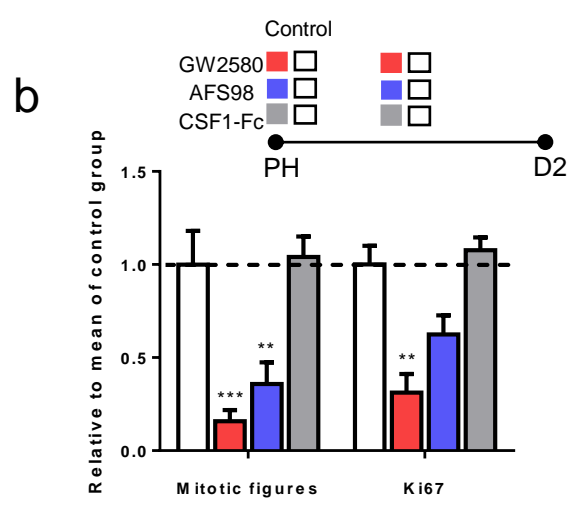 Control
GW2580
AFS98
CSF1-Fc
b
PH
D2
Relative to mean of control group
1.5
1.0
0.5
0.0
***
**
**
Mitotic figures
Ki67